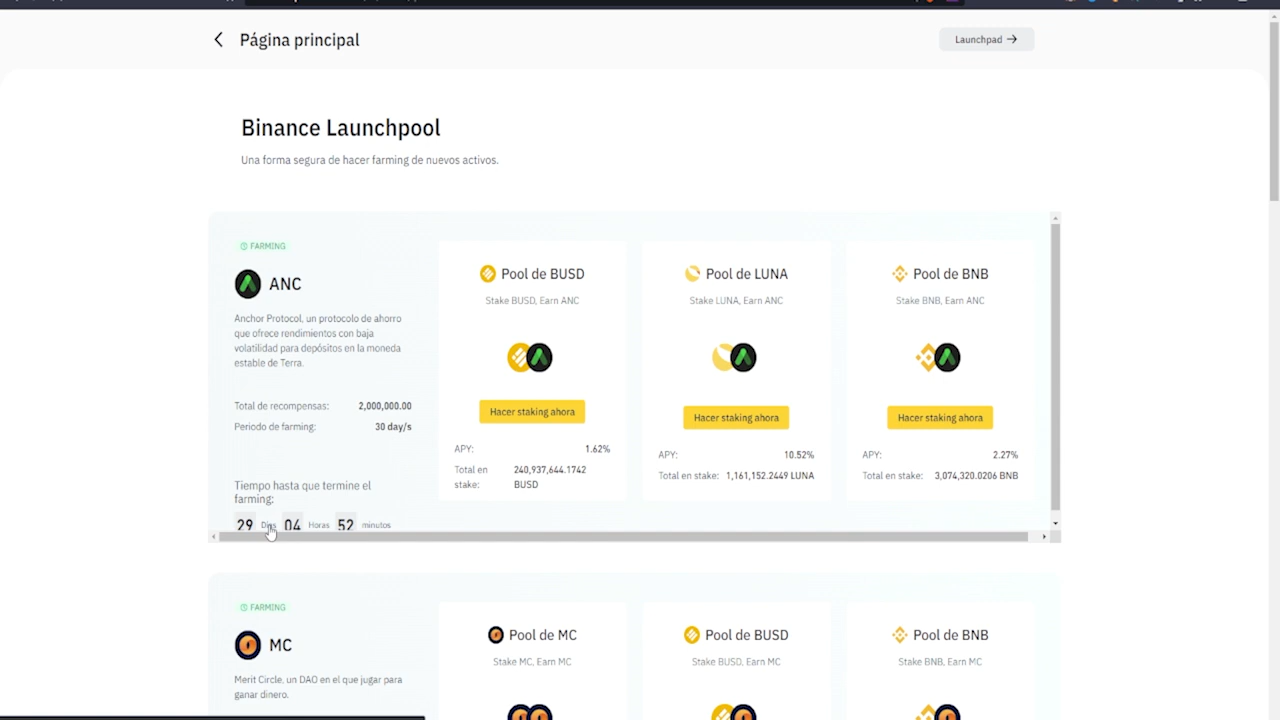 Página principal
Launchpad →
Binance Launchpool
Una forma segura de hacer farming de nuevos activos.
FARMING
ANC
Anchor Protocol, un protocolo de ahorro
que ofrece rendimientos con baja
volatilidad para depósitos en la moneda
estable de Terra.
Total de recompensas: 2,000,000.00
Periodo de farming: 30 day/s
Tiempo hasta que termine el
farming:
29 Días 04 Horas 52 minutos
Pool de BUSD
Stake BUSD, Earn ANC
Hacer staking ahora
APY: 1.62%
Total en 240,937,644.1742
stake: BUSD
Pool de LUNA
Stake LUNA, Earn ANC
Hacer staking ahora
APY: 10.52%
Total en stake: 1,161,152.2449 LUNA
Pool de BNB
Stake BNB, Earn ANC
Hacer staking ahora
APY: 2.27%
Total en stake: 3,074,320.0206 BNB
FARMING
MC
Merit Circle, un DAO en el que jugar para
ganar dinero.
Pool de MC
Stake MC, Earn MC
Pool de BUSD
Stake BUSD, Earn MC
Pool de BNB
Stake BNB, Earn MC